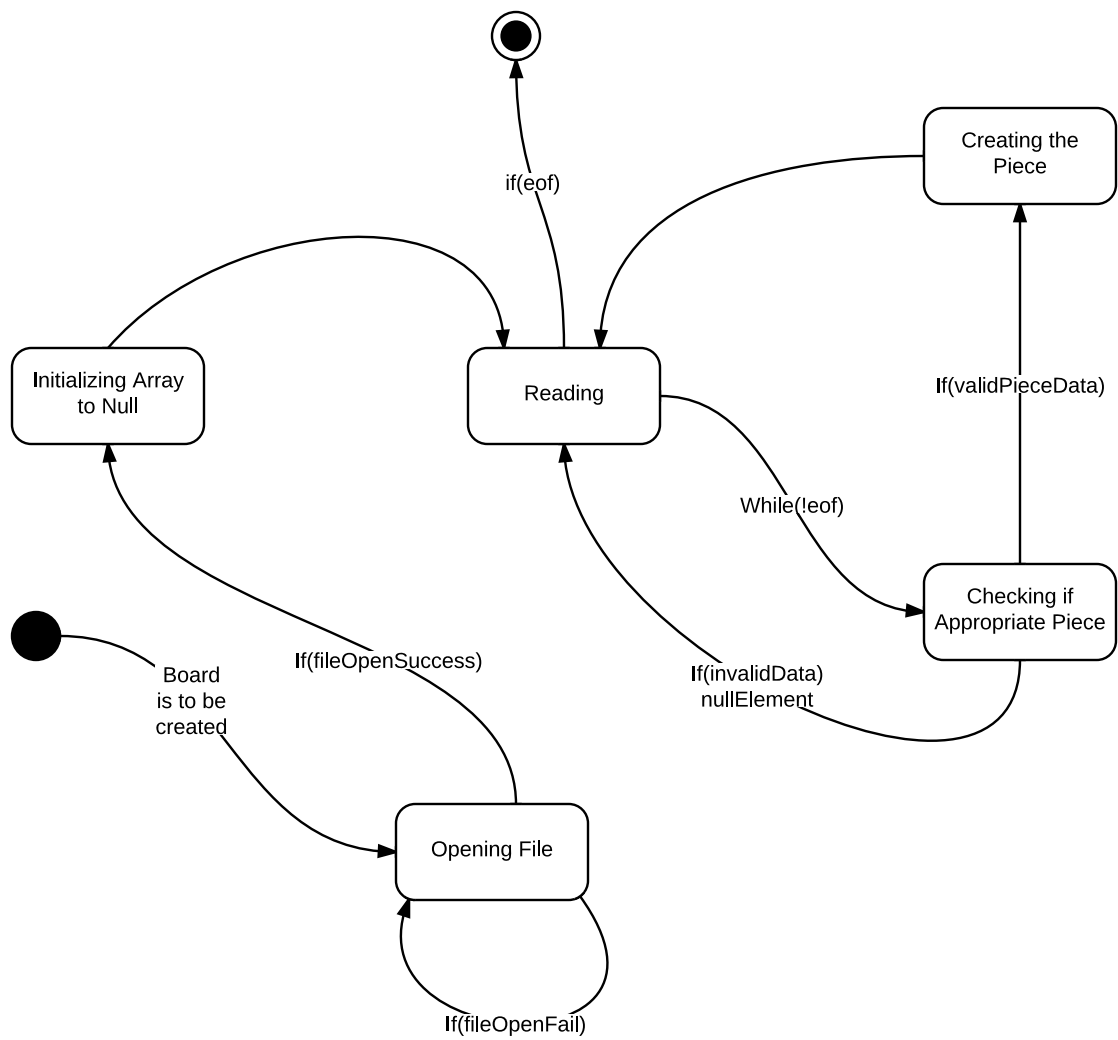 if(eof)
Creating the
Piece
Initializing Array
to Null
Reading
If(validPieceData)
While(!eof)
Checking if
Appropriate Piece
If(fileOpenSuccess)
Board
is to be
created
If(invalidData)
nullElement
Opening File
If(fileOpenFail)